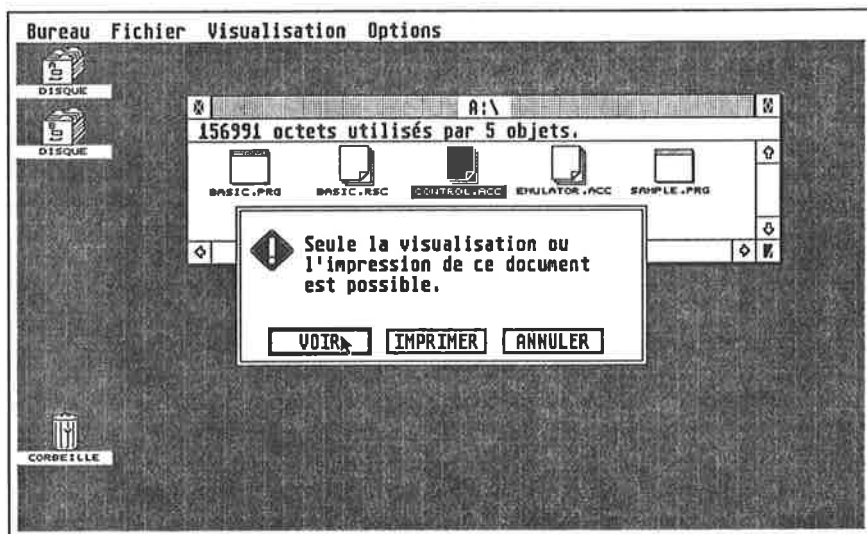 Bureau Fichier Visualisation Options
DISQUE
A:\
156991 octets utilisés par 5 objets.
DISQUE
BASIC.PRG BASIC.RSC CONTROL.ACC EMULATOR.ACC SAMPLE.PRG
Seule la visualisation ou
l'impression de ce document
est possible.
VOIR IMPRIMER ANNULER
CORBEILLE